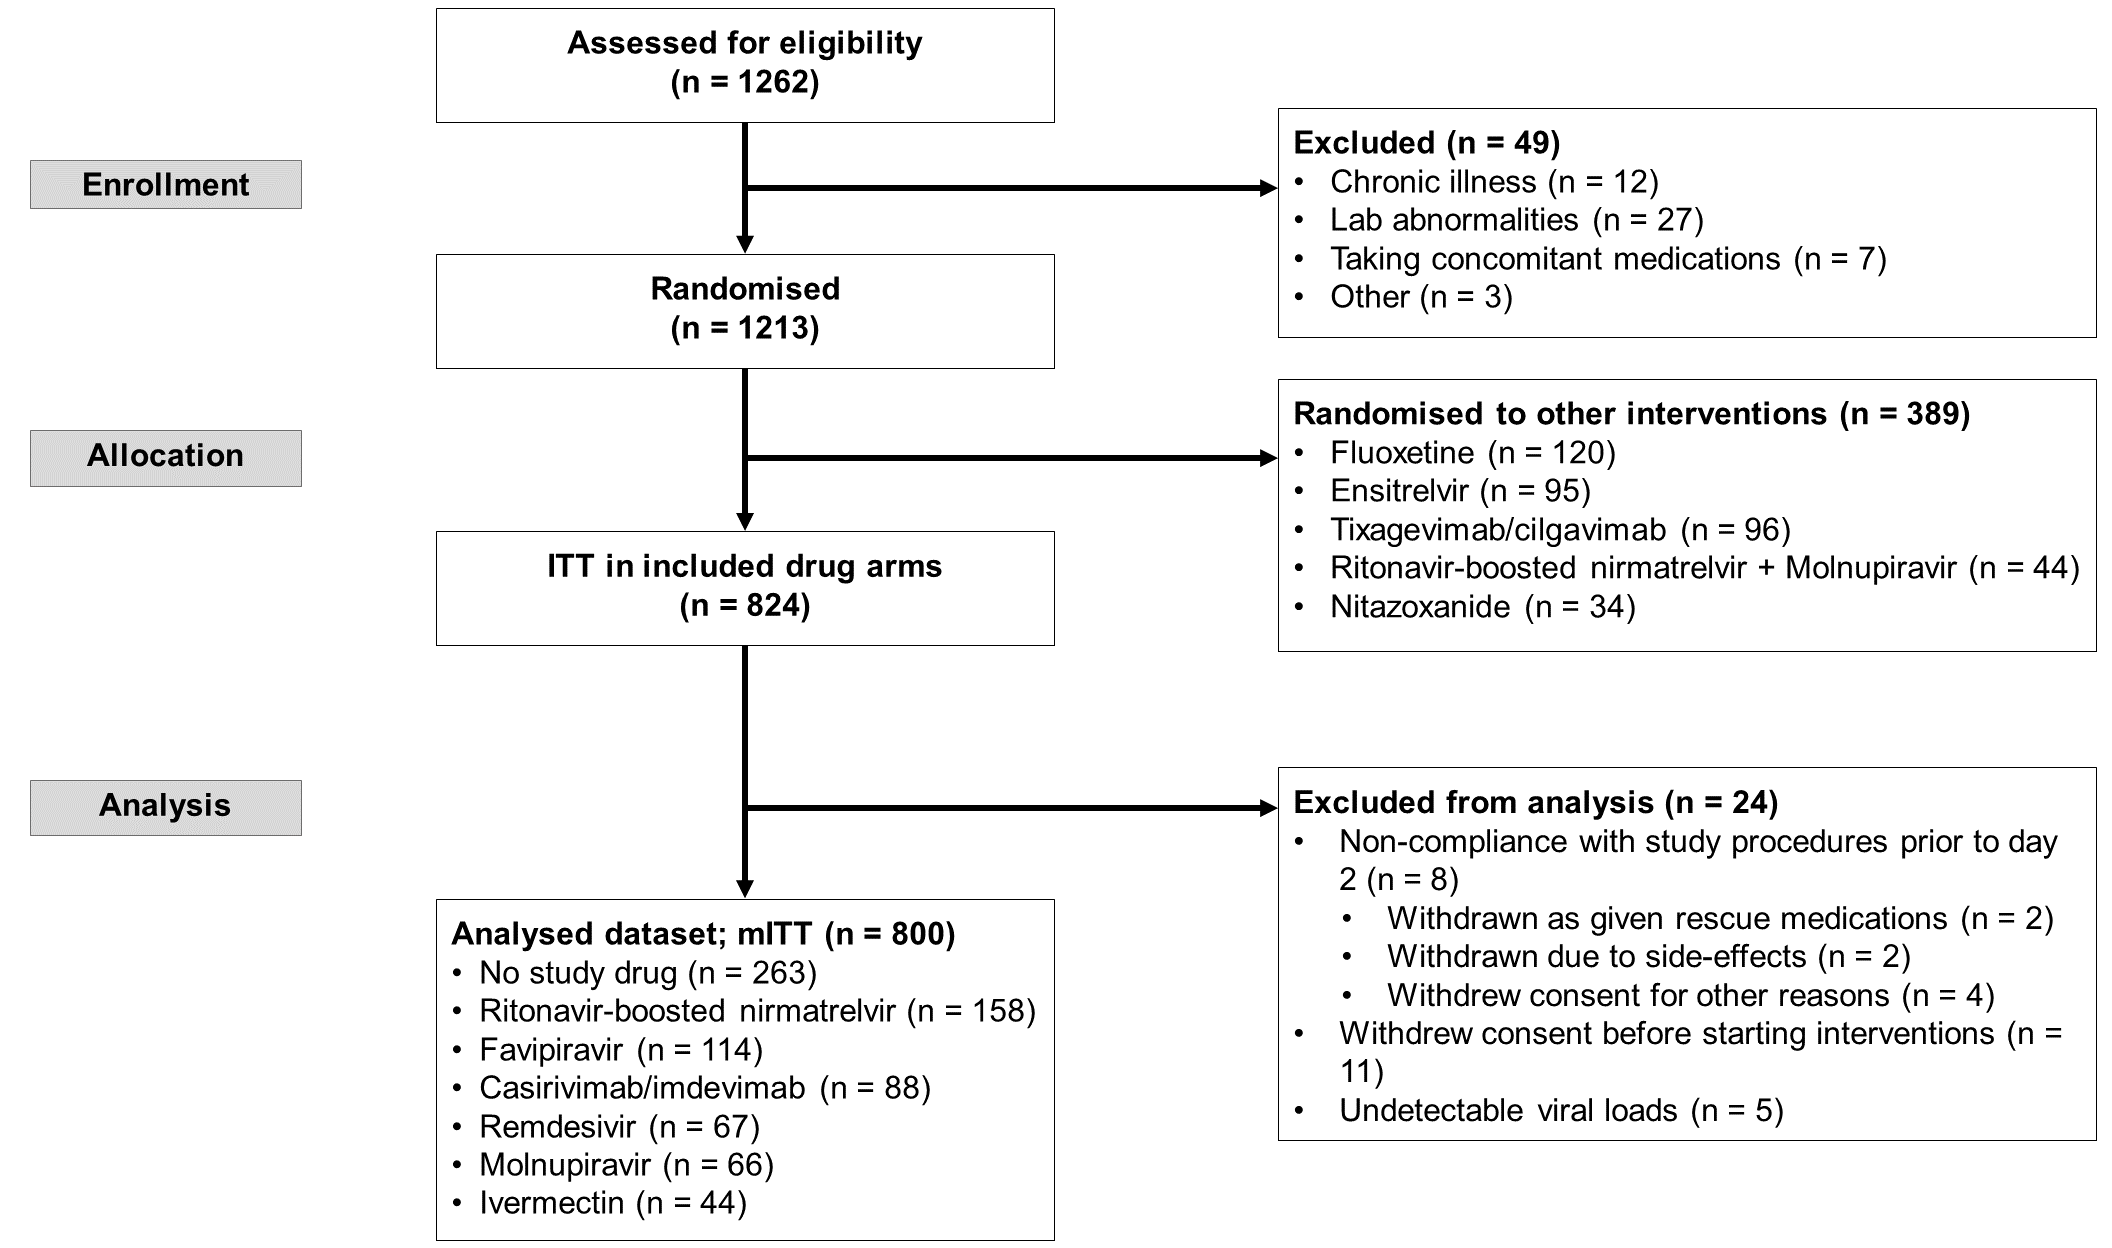 Assessed for eligibility
(n = 1262)
Enrollment
Excluded (n = 49)
• Chronic illness (n = 12)
• Lab abnormalities (n = 27)
• Taking concomitant medications (n = 7)
• Other (n = 3)
Randomised
(n = 1213)
Allocation
Randomised to other interventions (n = 389)
• Fluoxetine (n = 120)
• Ensitrelvir (n = 95)
• Tixagevimab/cilgavimab (n = 96)
• Ritonavir-boosted nirmatrelvir + Molnupiravir (n = 44)
• Nitazoxanide (n = 34)
ITT in included drug arms
(n = 824)
Analysis
Excluded from analysis (n = 24)
• Non-compliance with study procedures prior to day
2 (n = 8)
• Withdrawn as given rescue medications (n = 2)
• Withdrawn due to side-effects (n = 2)
• Withdrew consent for other reasons (n = 4)
• Withdrew consent before starting interventions (n =
11)
• Undetectable viral loads (n = 5)
Analysed dataset; mITT (n = 800)
• No study drug (n = 263)
• Ritonavir-boosted nirmatrelvir (n = 158)
• Favipiravir (n = 114)
• Casirivimab/imdevimab (n = 88)
• Remdesivir (n = 67)
• Molnupiravir (n = 66)
• Ivermectin (n = 44)